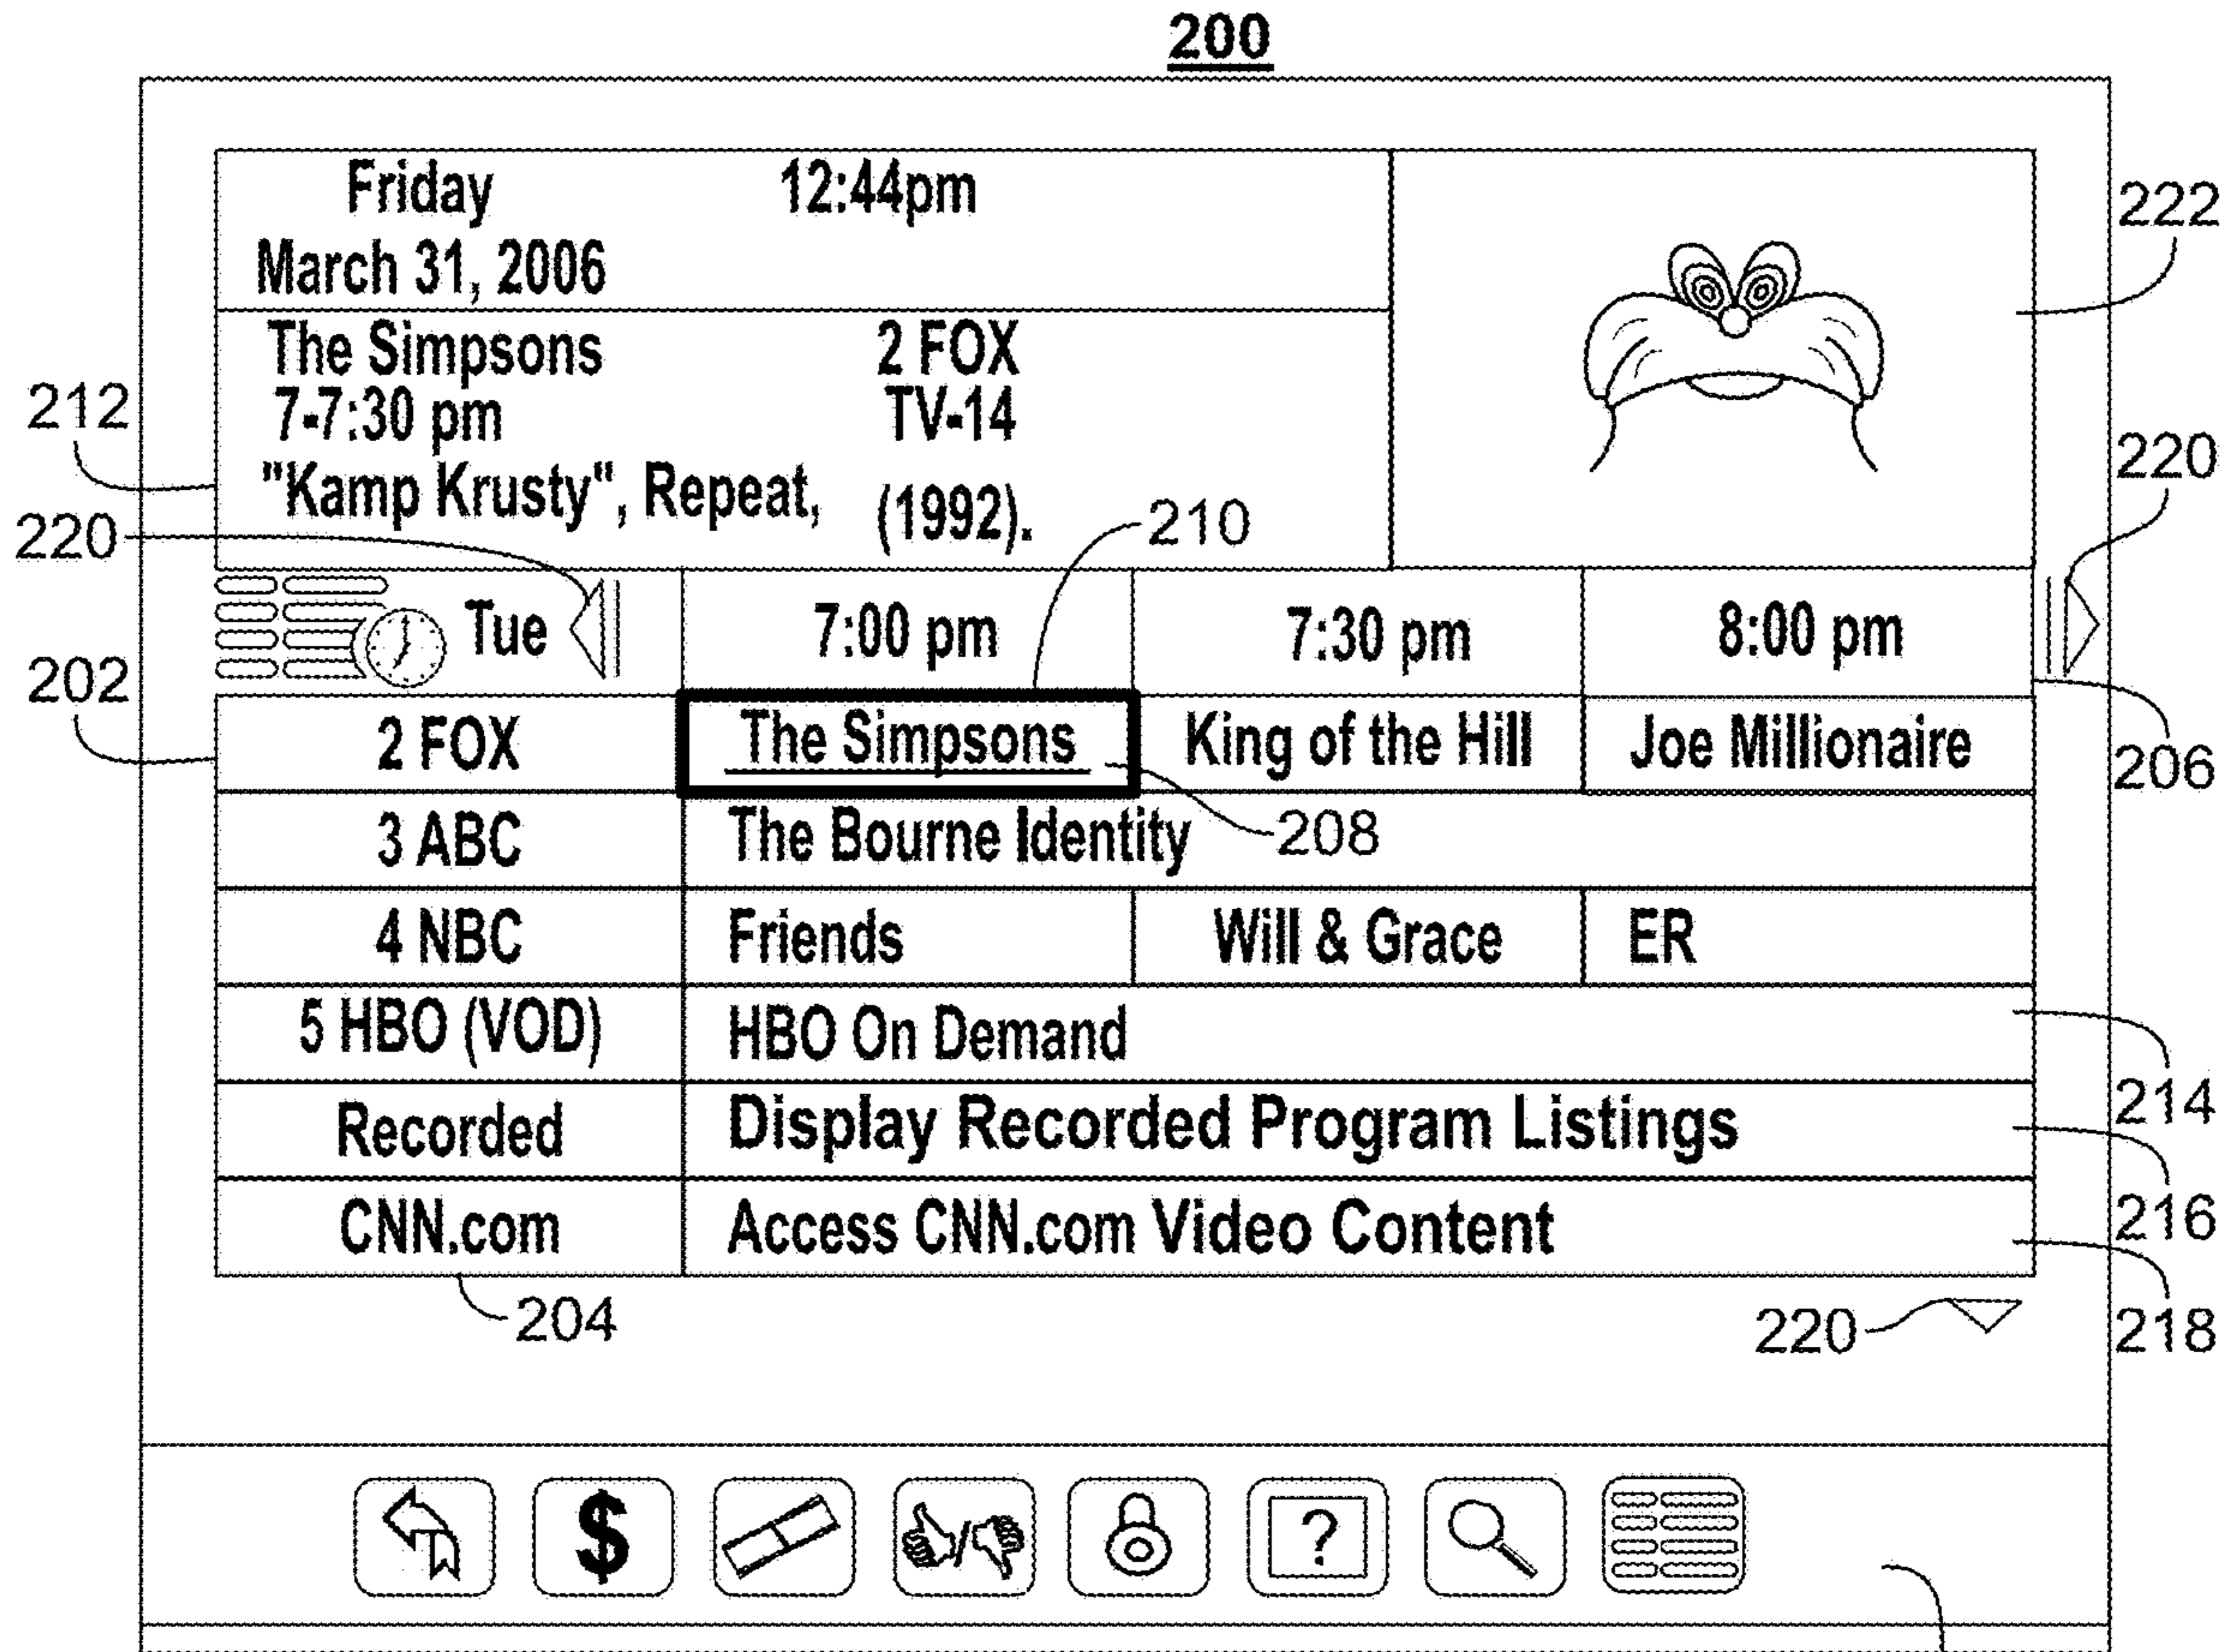 200
Friday 12:44pm
March 31, 2006
222
The Simpsons 2 FOX
7-7:30 pm TV-14
212
"Kamp Krusty", Repeat, (1992).
220
210
220
Tue 7:00 pm 7:30 pm 8:00 pm
202
2 FOX The Simpsons King of the Hill Joe Millionaire
206
3 ABC The Bourne Identity
208
4 NBC Friends Will & Grace ER
5 HBO (VOD) HBO On Demand
214
Recorded Display Recorded Program Listings
216
CNN.com Access CNN.com Video Content
204
220
218
$ / ?